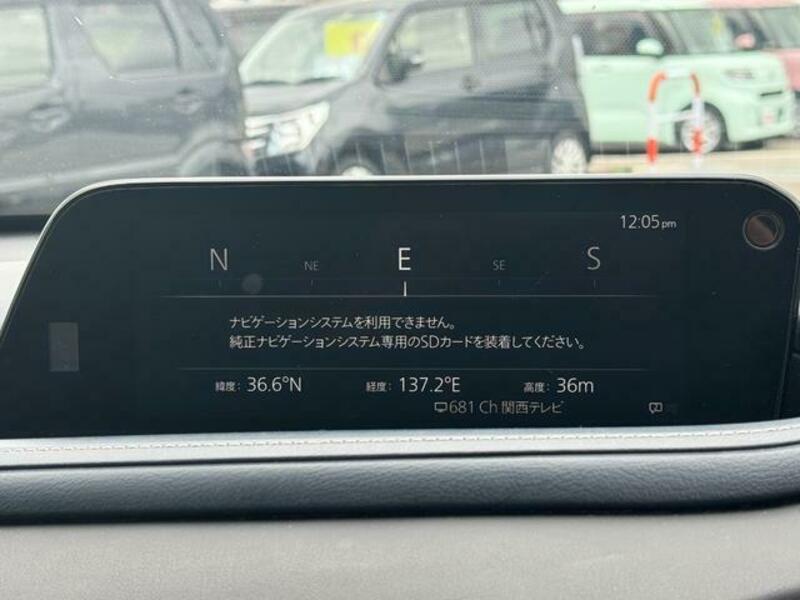 12:05pm
N NE E SE S
ナビゲーションシステムを利用できません。
純正ナビゲーションシステム専用のSDカードを装着してください。
緯度: 36.6°N 経度: 137.2°E 高度: 36m
681 Ch 関西テレビ